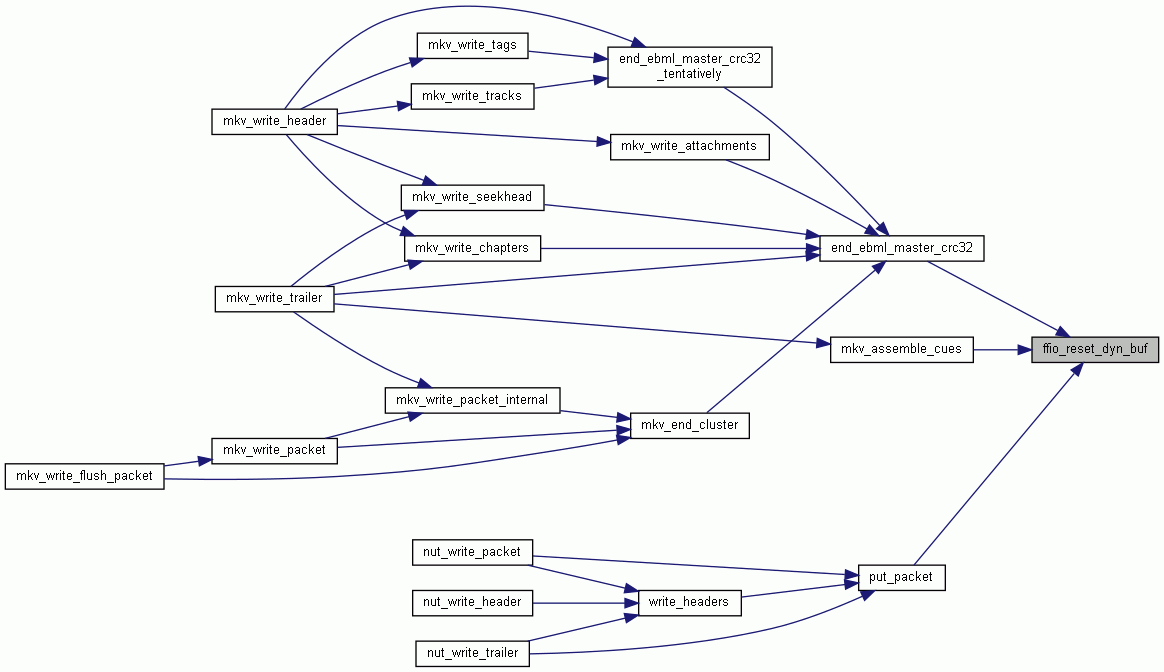 mkv_write_tags
end_ebml_master_crc32
_tentatively
mkv_write_tracks
mkv_write_header
mkv_write_attachments
mkv_write_seekhead
mkv_write_chapters
end_ebml_master_crc32
mkv_write_trailer
mkv_assemble_cues
ffio_reset_dyn_buf
mkv_write_packet_internal
mkv_end_cluster
mkv_write_packet
mkv_write_flush_packet
nut_write_packet
put_packet
nut_write_header
write_headers
nut_write_trailer